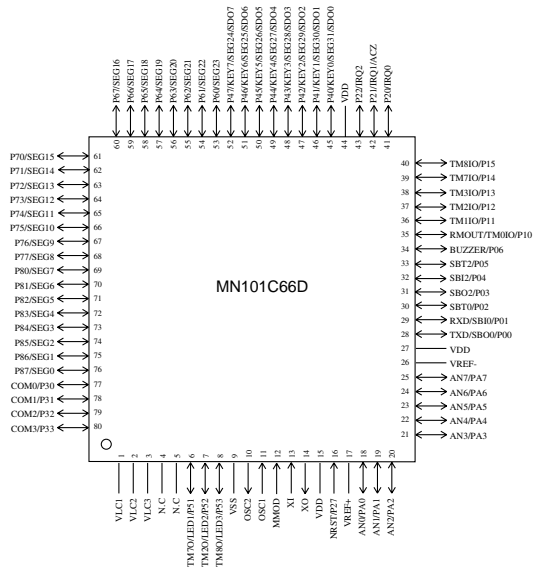 P67/SEG16 60
P66/SEG17 59
P65/SEG18 58
P64/SEG19 57
P63/SEG20 56
P62/SEG21 55
P61/SEG22 54
P60/SEG23 53
P47/KEY7/SEG24/SDO7 52
P46/KEY6/SEG25/SDO6 51
P45/KEY5/SEG26/SDO5 50
P44/KEY4/SEG27/SDO4 49
P43/KEY3/SEG28/SDO3 48
P42/KEY2/SEG29/SDO2 47
P41/KEY1/SEG30/SDO1 46
P40/KEY0/SEG31/SDO0 45
VDD 44
P22/IRQ2 43
P21/IRQ1/ACZ 42
P20/IRQ0 41
P70/SEG15 61
P71/SEG14 62
P72/SEG13 63
P73/SEG12 64
P74/SEG11 65
P75/SEG10 66
P76/SEG9 67
P77/SEG8 68
P80/SEG7 69
P81/SEG6 70
P82/SEG5 71
P83/SEG4 72
P84/SEG3 73
P85/SEG2 74
P86/SEG1 75
P87/SEG0 76
COM0/P30 77
COM1/P31 78
COM2/P32 79
COM3/P33 80
MN101C66D
40 TM8IO/P15
39 TM7IO/P14
38 TM3IO/P13
37 TM2IO/P12
36 TM1IO/P11
35 RMOUT/TM0IO/P10
34 BUZZER/P06
33 SBT2/P05
32 SBI2/P04
31 SBO2/P03
30 SBT0/P02
29 RXD/SBI0/P01
28 TXD/SBO0/P00
27 VDD
26 VREF-
25 AN7/PA7
24 AN6/PA6
23 AN5/PA5
22 AN4/PA4
21 AN3/PA3
1 VLC1
2 VLC2
3 VLC3
4 N.C
5 N.C
6 TM7O/LED1/P51
7 TM2O/LED2/P52
8 TM8O/LED3/P53
9 VSS
10 OSC2
11 OSC1
12 MMOD
13 XI
14 XO
15 VDD
16 NRST/P27
17 VREF+
18 AN0/PA0
19 AN1/PA1
20 AN2/PA2